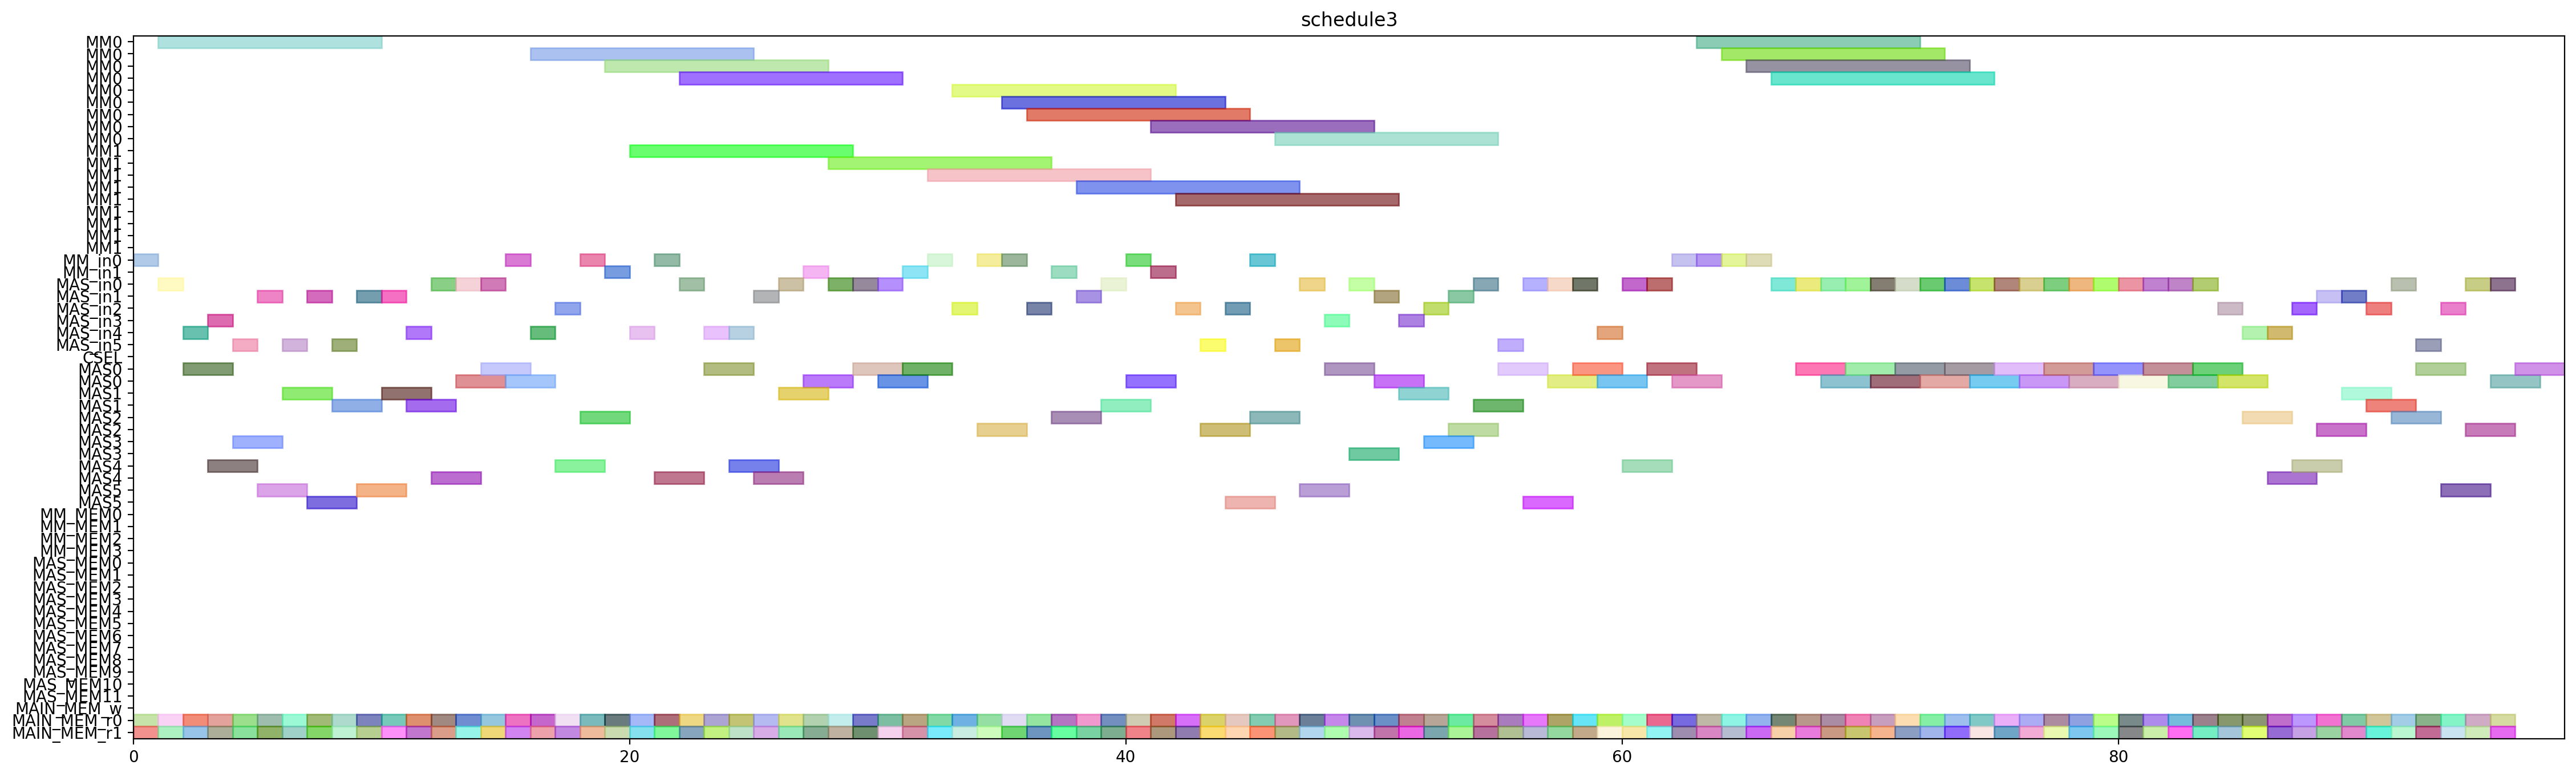 schedule3
MM0
MM0
MM0
MM0
MM0
MM0
MM0
MM0
MM0
MM1
MM1
MM1
MM1
MM1
MM1
MM1
MM1
MM1
MM_in0
MM_in1
MAS_in0
MAS_in1
MAS_in2
MAS_in3
MAS_in4
MAS_in5
CSEL
MAS0
MAS0
MAS1
MAS1
MAS2
MAS2
MAS3
MAS3
MAS4
MAS4
MAS5
MAS5
MM_MEM0
MM_MEM1
MM_MEM2
MM_MEM3
MAS_MEM0
MAS_MEM1
MAS_MEM2
MAS_MEM3
MAS_MEM4
MAS_MEM5
MAS_MEM6
MAS_MEM7
MAS_MEM8
MAS_MEM9
MAS_MEM10
MAS_MEM11
MAIN_MEM_w
MAIN_MEM_r0
MAIN_MEM_r1
0 20 40 60 80